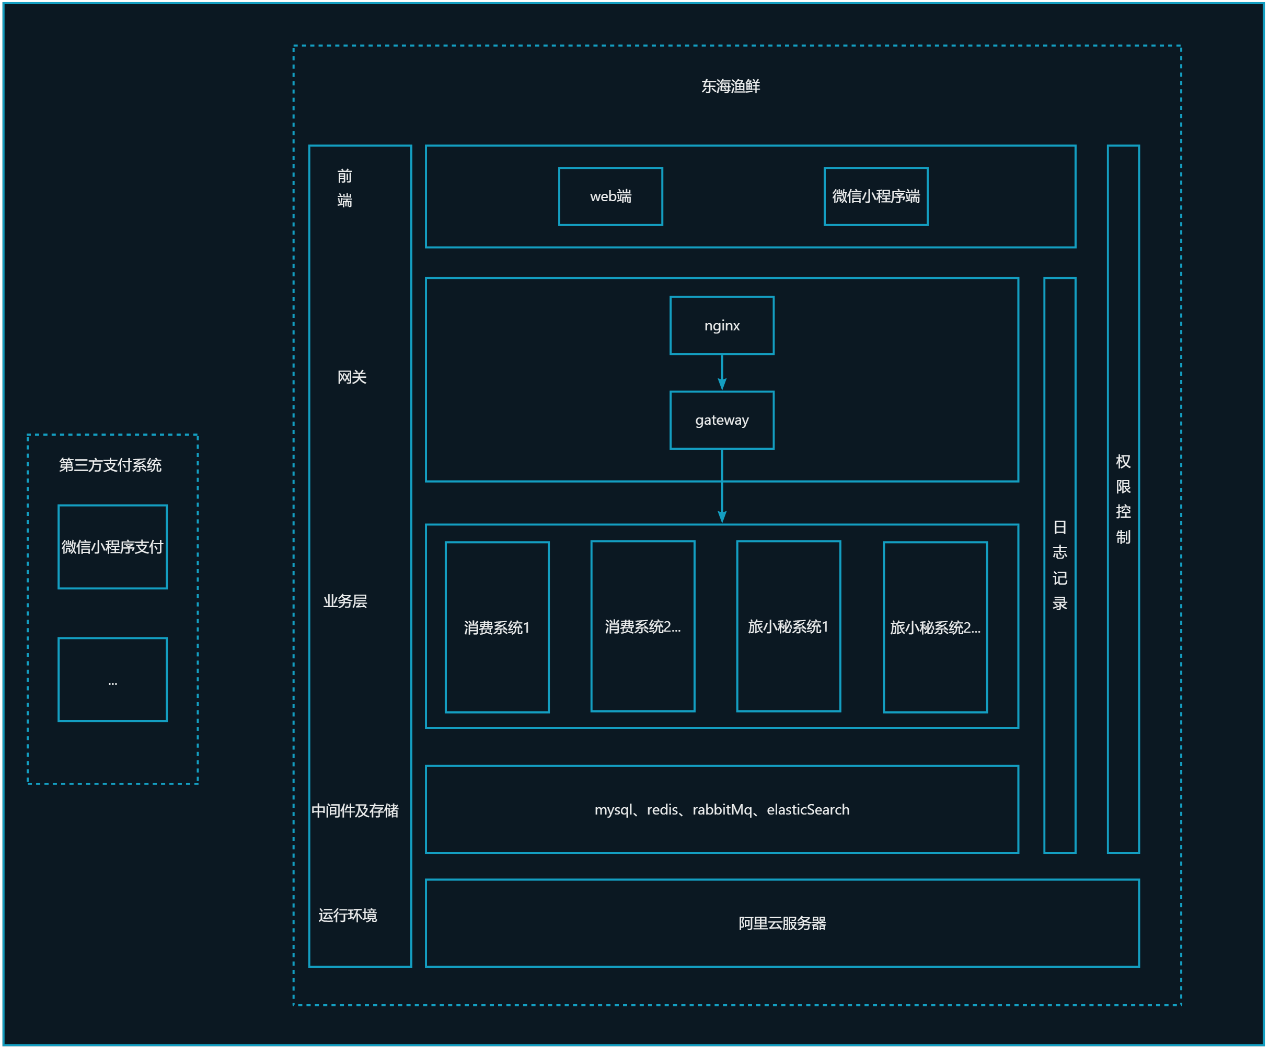 东海渔鲜
前
端
web端
微信小程序端
网关
nginx
gateway
第三方支付系统
微信小程序支付
...
业务层
消费系统1
消费系统2...
旅小秘系统1
旅小秘系统2...
日
志
记
录
权
限
控
制
中间件及存储
mysql、redis、rabbitMq、elasticSearch
运行环境
阿里云服务器